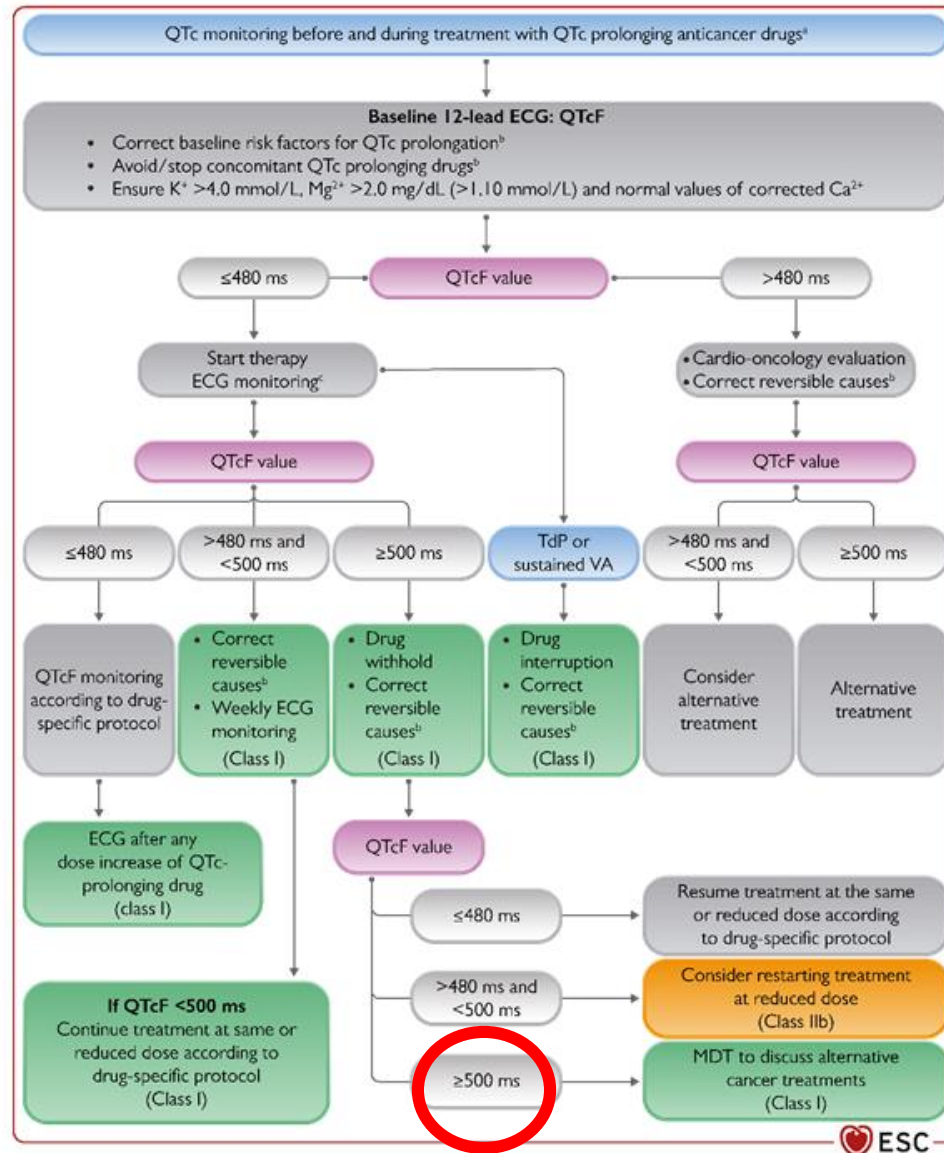 QTc monitoring before and during treatment with QTc prolonging anticancer drugsᵃ
Baseline 12-lead ECG: QTcF
• Correct baseline risk factors for QTc prolongationᵇ
• Avoid/stop concomitant QTc prolonging drugsᵇ
• Ensure K⁺ >4.0 mmol/L, Mg²⁺ >2.0 mg/dL (>1,10 mmol/L) and normal values of corrected Ca²⁺
≤480 ms
QTcF value
>480 ms
Start therapy
ECG monitoringᶜ
• Cardio-oncology evaluation
• Correct reversible causesᵇ
QTcF value
QTcF value
≤480 ms
>480 ms and
<500 ms
≥500 ms
TdP or
sustained VA
>480 ms and
<500 ms
≥500 ms
QTcF monitoring
according to drug-
specific protocol
• Correct
reversible
causesᵇ
• Weekly ECG
monitoring
(Class I)
• Drug
withhold
• Correct
reversible
causesᵇ
(Class I)
• Drug
interruption
• Correct
reversible
causesᵇ
(Class I)
Consider
alternative
treatment
Alternative
treatment
ECG after any
dose increase of QTc-
prolonging drug
(class I)
QTcF value
≤480 ms
Resume treatment at the same
or reduced dose according
to drug-specific protocol
>480 ms and
<500 ms
Consider restarting treatment
at reduced dose
(Class IIb)
If QTcF <500 ms
Continue treatment at same or
reduced dose according to
drug-specific protocol
(Class I)
≥500 ms
MDT to discuss alternative
cancer treatments
(Class I)
ESC